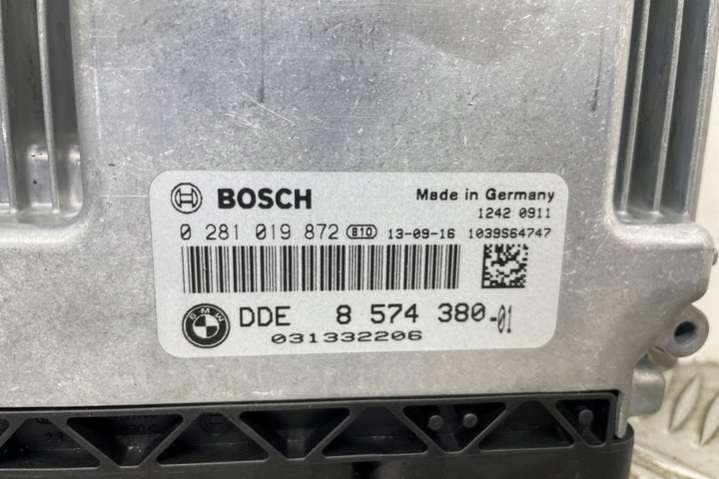 BOSCH Made in Germany
1242 0911
0 281 019 872 810 13-09-16 1039S64747
BMW DDE 8 574 380-01
031332206